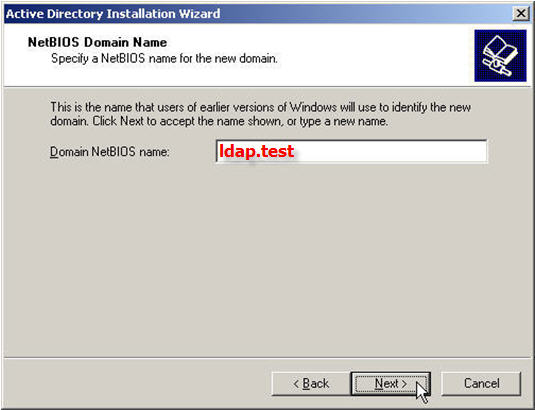 Active Directory Installation Wizard
NetBIOS Domain Name
Specify a NetBIOS name for the new domain.
This is the name that users of earlier versions of Windows will use to identify the new
domain. Click Next to accept the name shown, or type a new name.
Domain NetBIOS name: ldap.test
< Back Next > Cancel